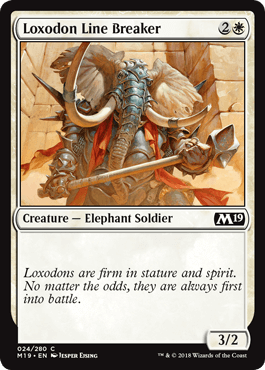 Loxodon Line Breaker 2
Creature — Elephant Soldier M19
Loxodons are firm in stature and spirit.
No matter the odds, they are always first
into battle.
3/2
024/280 C
M19 • EN Jesper Ejsing ™ & © 2018 Wizards of the Coast